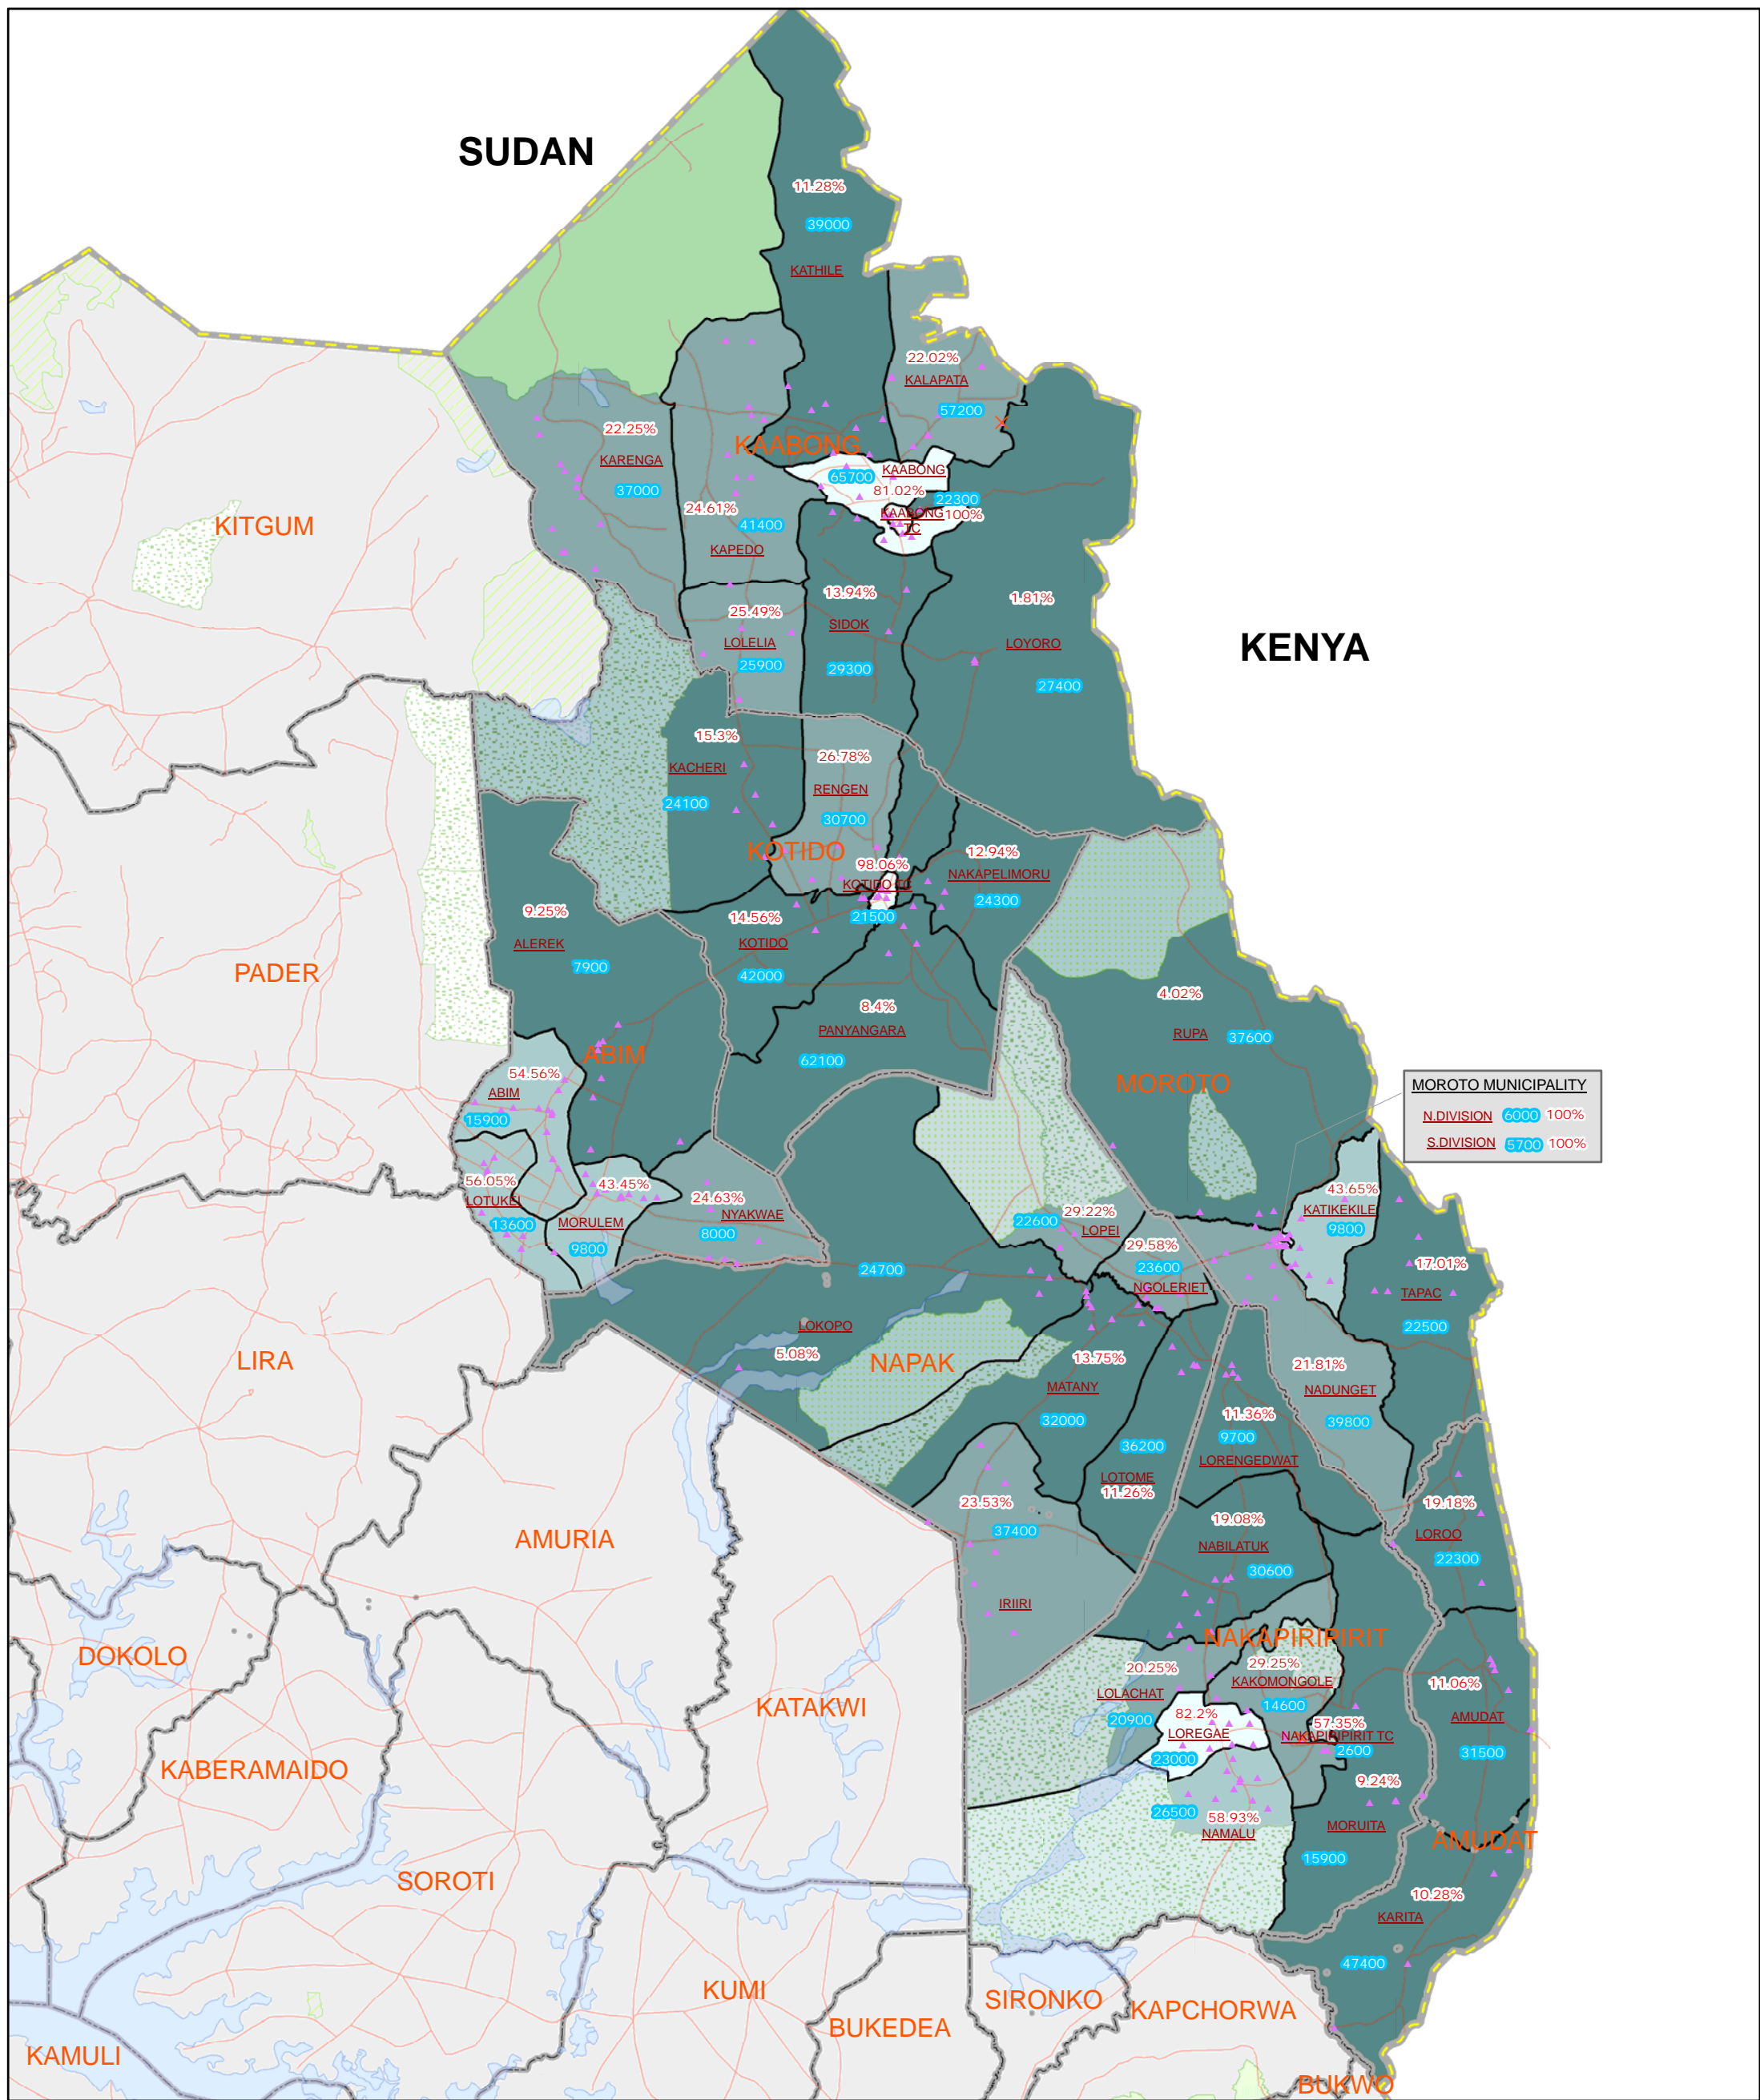 SUDAN
11.28%
39000
KATHILE
22.02%
KALAPATA
57200
22.25%
KARENGA
37000
KAABONG
KAABONG
65700
81.02%
22300
KAABONG
TC
100%
24.61%
41400
KAPEDO
KITGUM
13.94%
SIDOK
29300
1.81%
LOYORO
27400
KENYA
25.49%
LOLELIA
25900
15.3%
KACHERI
24100
26.78%
RENGEN
30700
KOTIDO
98.06%
KOTIDO TC
21500
12.94%
NAKAPELIMORU
24300
9.25%
ALEREK
7900
14.56%
KOTIDO
42000
PADER
8.4%
PANYANGARA
62100
4.02%
RUPA
37600
ABIM
MOROTO
MOROTO MUNICIPALITY
N.DIVISION 6000 100%
S.DIVISION 5700 100%
54.56%
ABIM
15900
56.05%
LOTUKEI
13600
43.45%
MORULEM
9800
24.63%
NYAKWAE
8000
22600
29.22%
LOPEI
29.58%
23600
NGOLERIET
43.65%
KATIKEKILE
9800
17.01%
TAPAC
22500
24700
LOKOPO
5.08%
NAPAK
LIRA
13.75%
MATANY
32000
21.81%
NADUNGET
39800
36200
LOTOME
11.26%
11.36%
9700
LORENGEDWAT
23.53%
37400
IRIIRI
19.08%
NABILATUK
30600
19.18%
LOROO
22300
AMURIA
DOKOLO
NAKAPIRIPIRIT
20.25%
LOLACHAT
20900
29.25%
KAKOMONGOLE
14600
82.2%
LOREGAE
23000
57.35%
NAKAPIRIPIRIT TC
2600
11.06%
AMUDAT
31500
KATAKWI
KABERAMAIDO
9.24%
MORUITA
15900
26500
58.93%
NAMALU
AMUDAT
SOROTI
10.28%
KARITA
47400
KUMI
SIRONKO
KAPCHORWA
BUKEDEA
KAMULI
BUKWO